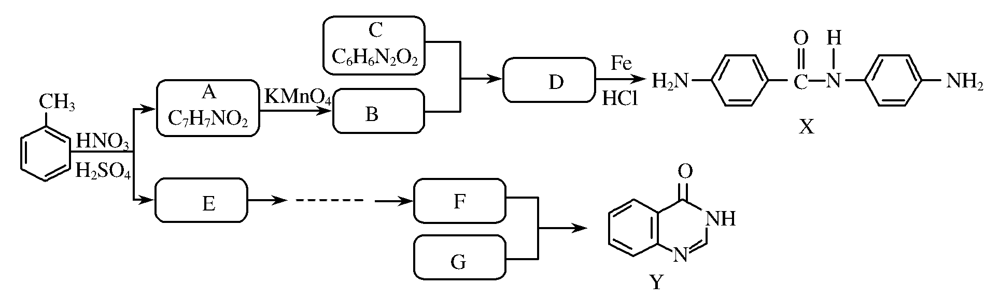 CH₃
HNO₃
H₂SO₄
A
C₇H₇NO₂
KMnO₄
B
C
C₆H₆N₂O₂
D
Fe
HCl
O
H
H₂N
C
N
NH₂
X
E
F
G
O
NH
N
Y